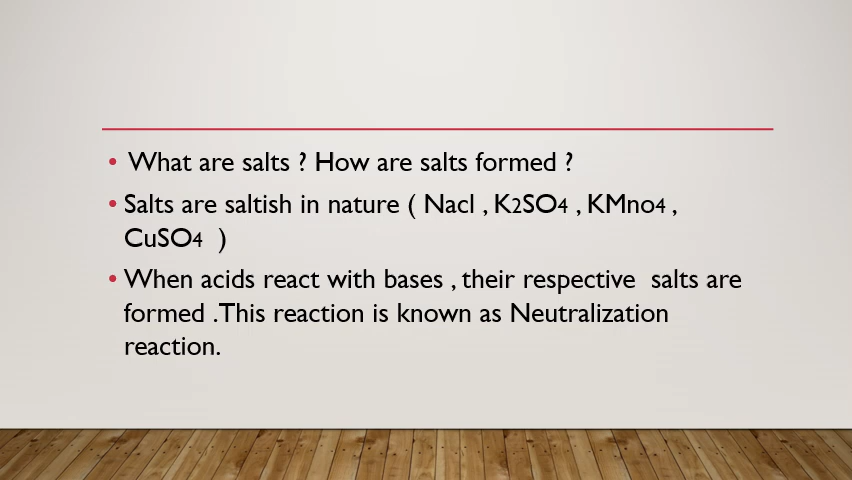 • What are salts ? How are salts formed ?
• Salts are saltish in nature ( Nacl , K2SO4 , KMno4 ,
CuSO4 )
• When acids react with bases , their respective salts are
formed .This reaction is known as Neutralization
reaction.